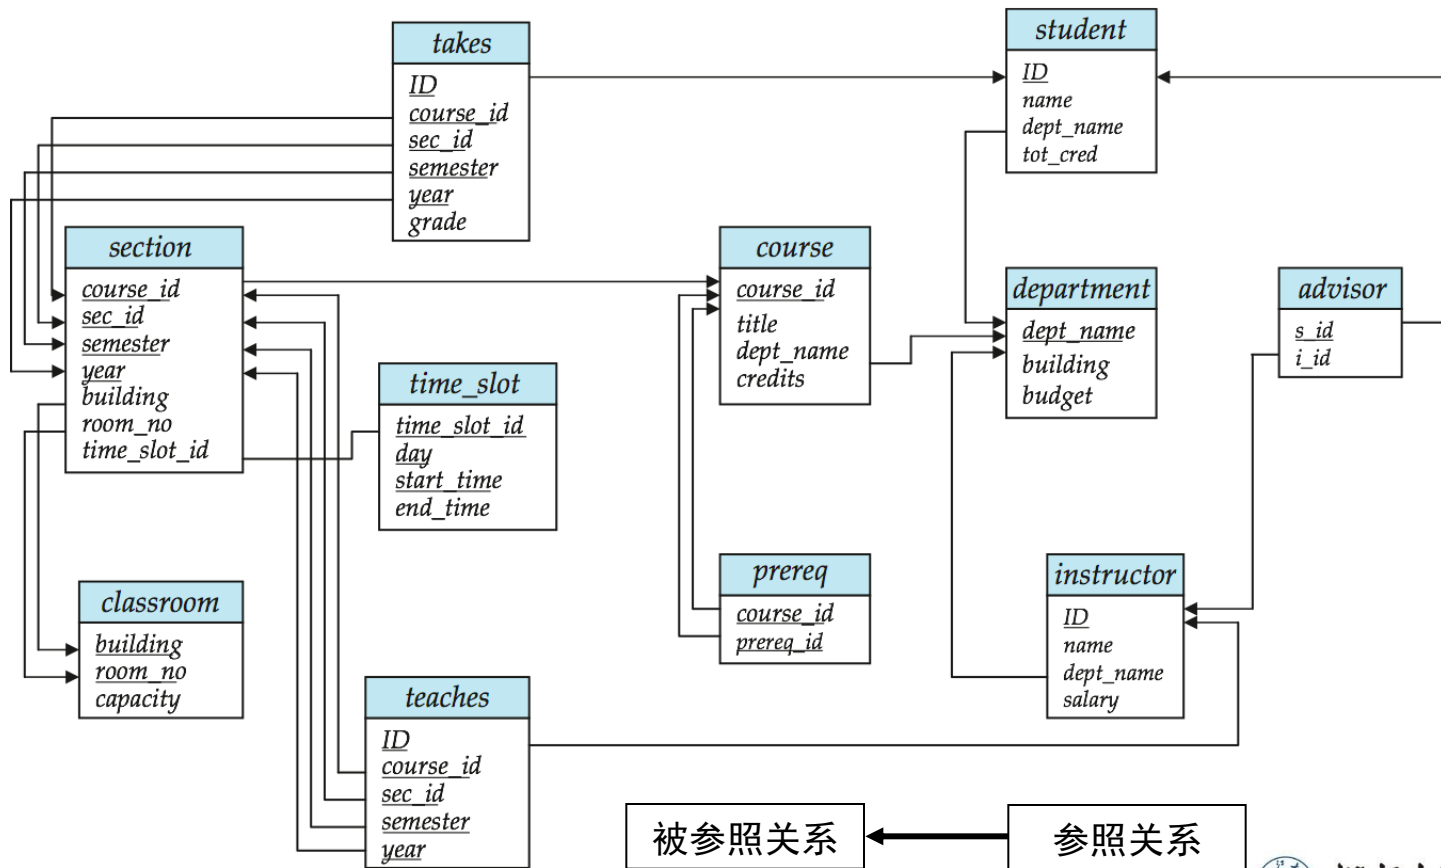 takes
ID
course_id
sec_id
semester
year
grade
student
ID
name
dept_name
tot_cred
section
course_id
sec_id
semester
year
building
room_no
time_slot_id
course
course_id
title
dept_name
credits
department
dept_name
building
budget
advisor
s_id
i_id
time_slot
time_slot_id
day
start_time
end_time
prereq
course_id
prereq_id
instructor
ID
name
dept_name
salary
classroom
building
room_no
capacity
teaches
ID
course_id
sec_id
semester
year
被参照关系
参照关系